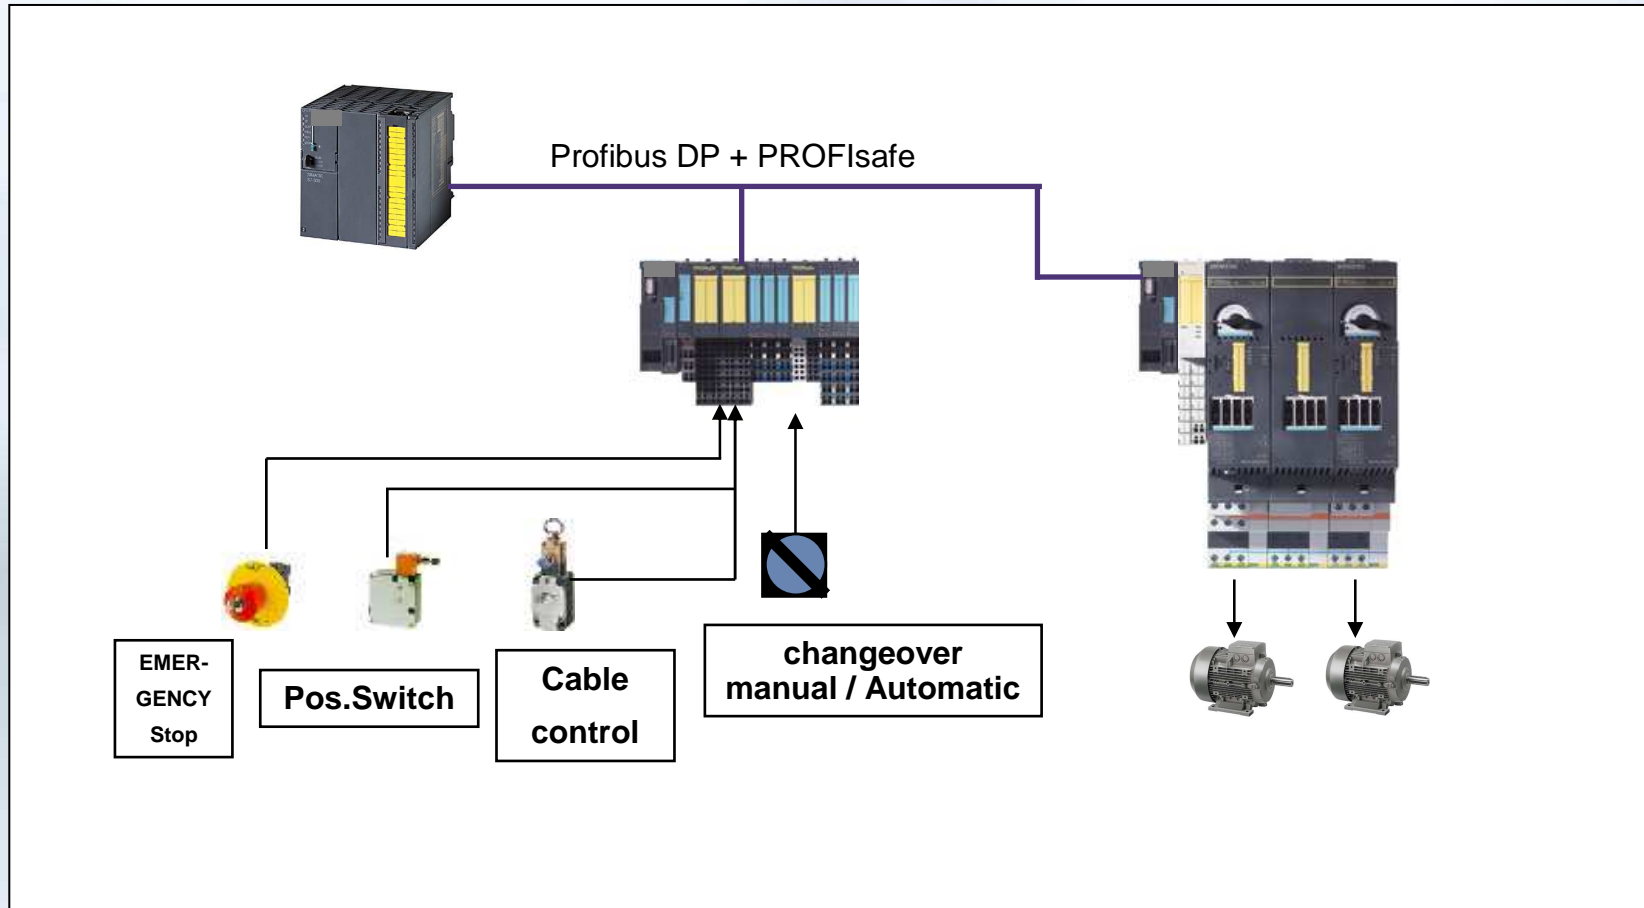 Profibus DP + PROFIsafe
EMER-
GENCY
Stop
Pos.Switch
Cable
control
changeover
manual / Automatic